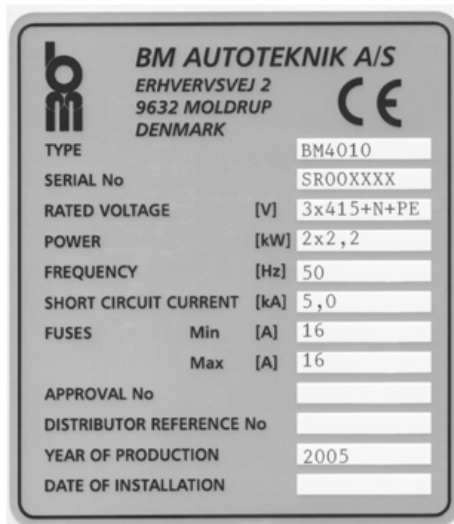 bm
BM AUTOTEKNIK A/S
ERHVERVSVEJ 2
9632 MOLDRUP
DENMARK
CE
TYPE BM4010
SERIAL No SR00XXXX
RATED VOLTAGE [V] 3x415+N+PE
POWER [kW] 2x2,2
FREQUENCY [Hz] 50
SHORT CIRCUIT CURRENT [kA] 5,0
FUSES Min [A] 16
Max [A] 16
APPROVAL No
DISTRIBUTOR REFERENCE No
YEAR OF PRODUCTION 2005
DATE OF INSTALLATION